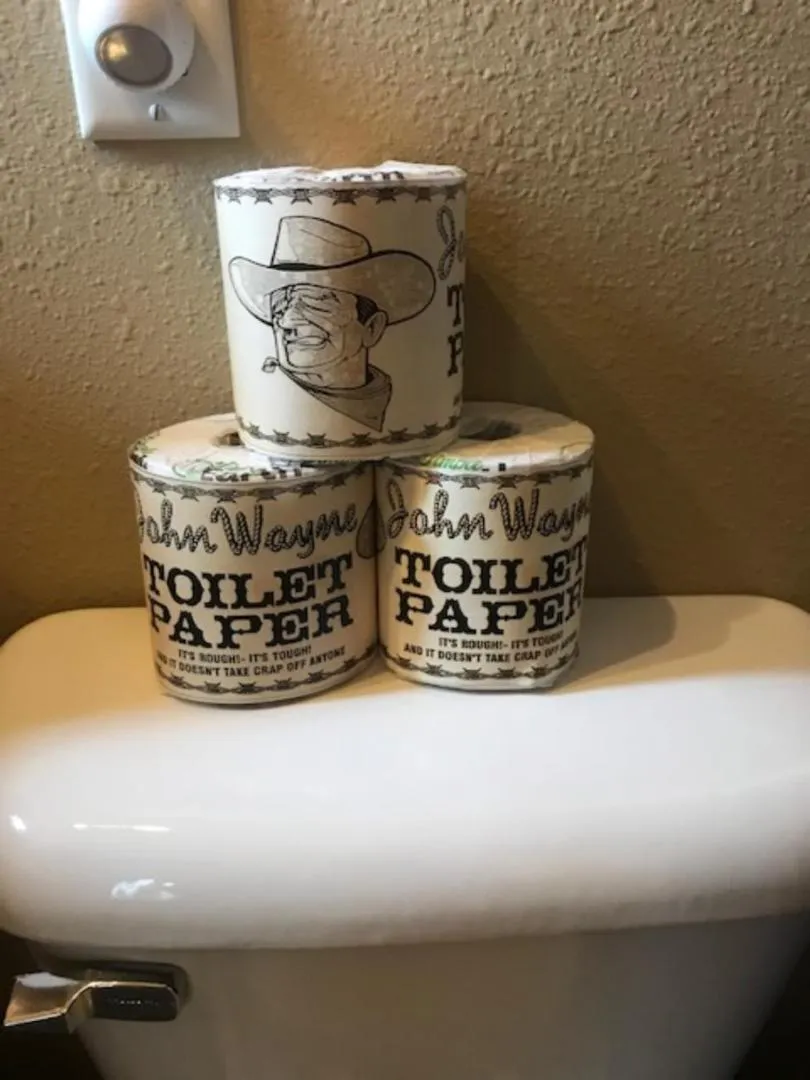 John Wayne
TOILET
PAPER
IT'S ROUGH!- IT'S TOUGH!
AND IT DOESN'T TAKE CRAP OFF ANYONE
John Wayn
TOILET
PAPER
IT'S ROUGH!- IT'S TOUGH!
AND IT DOESN'T TAKE CRAP OFF